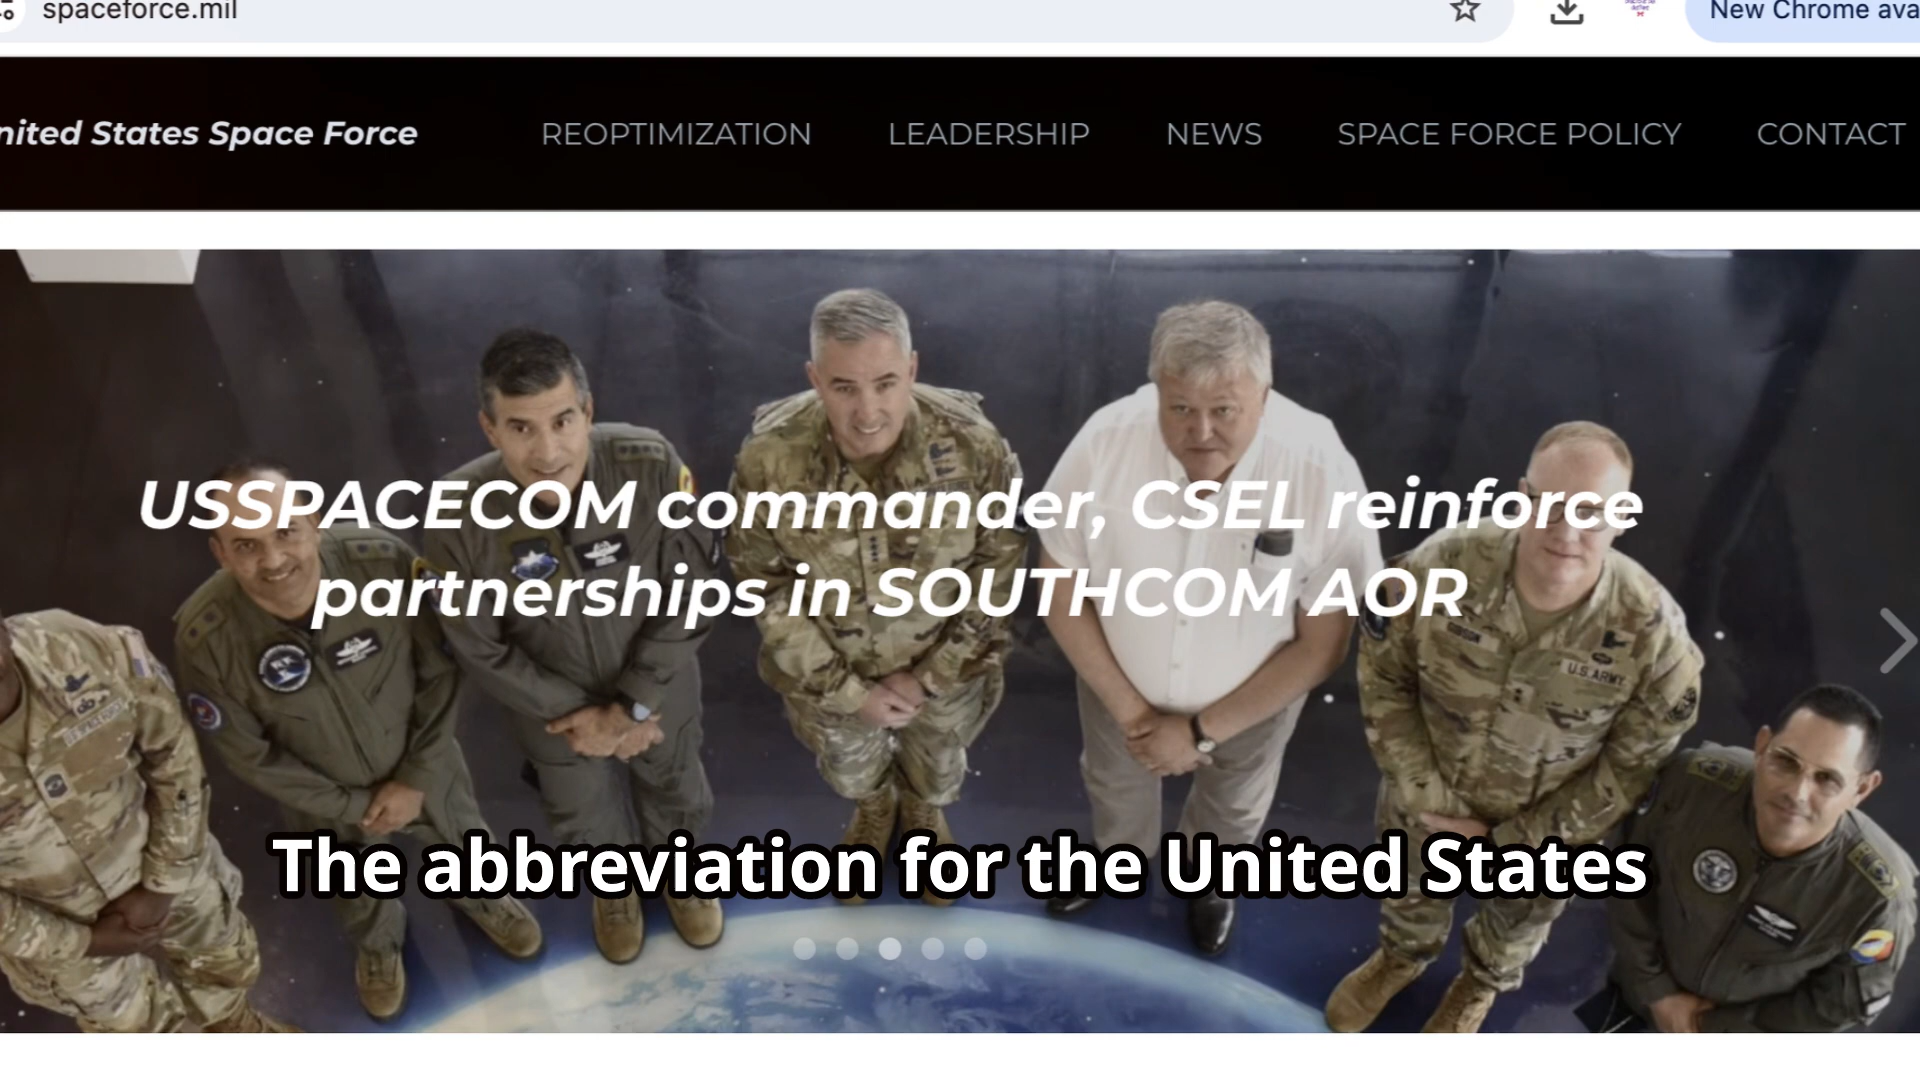 spaceforce.mil
New Chrome ava
nited States Space Force
REOPTIMIZATION
LEADERSHIP
NEWS
SPACE FORCE POLICY
CONTACT
USSPACECOM commander, CSEL reinforce
partnerships in SOUTHCOM AOR
U.S. ARMY
The abbreviation for the United States